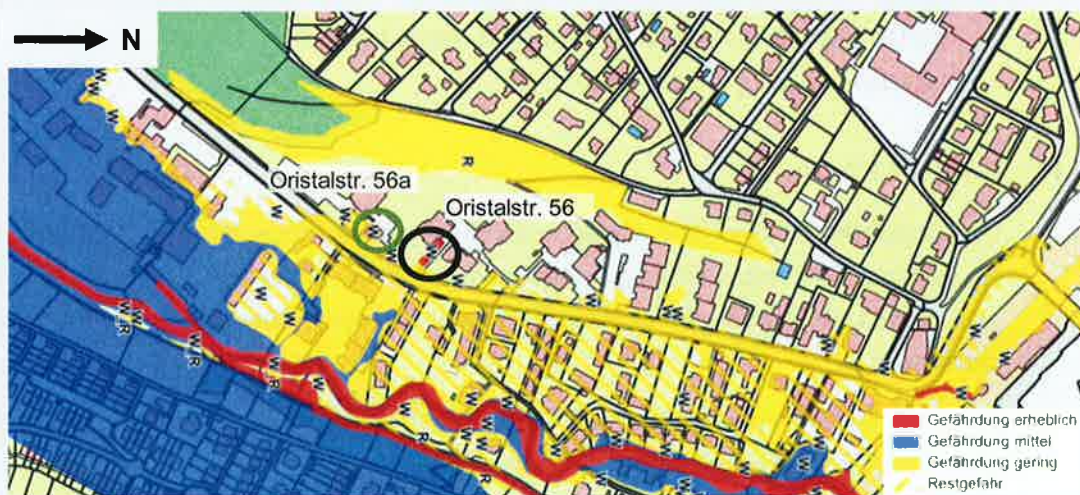 N
Oristalstr. 56a
Oristalstr. 56
R
W
W
W
W
W
W
W
W
W
W
W
R
W
R
W
R
R
W
W
W
W
W
W
W
W
W
Gefährdung erheblich
Gefährdung mittel
Gefährdung gering
Restgefahr